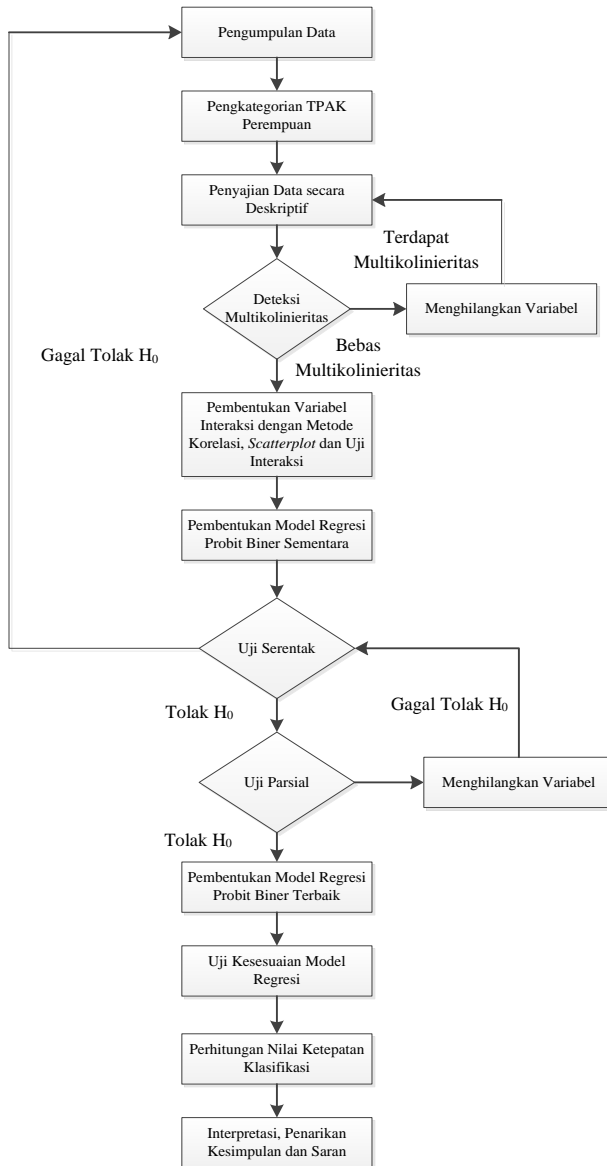 Pengumpulan Data
Pengkategorian TPAK
Perempuan
Penyajian Data secara
Deskriptif
Terdapat
Multikolinieritas
Deteksi
Multikolinieritas
Menghilangkan Variabel
Gagal Tolak H₀
Bebas
Multikolinieritas
Pembentukan Variabel
Interaksi dengan Metode
Korelasi, Scatterplot dan Uji
Interaksi
Pembentukan Model Regresi
Probit Biner Sementara
Uji Serentak
Tolak H₀
Gagal Tolak H₀
Uji Parsial
Menghilangkan Variabel
Tolak H₀
Pembentukan Model Regresi
Probit Biner Terbaik
Uji Kesesuaian Model
Regresi
Perhitungan Nilai Ketepatan
Klasifikasi
Interpretasi, Penarikan
Kesimpulan dan Saran